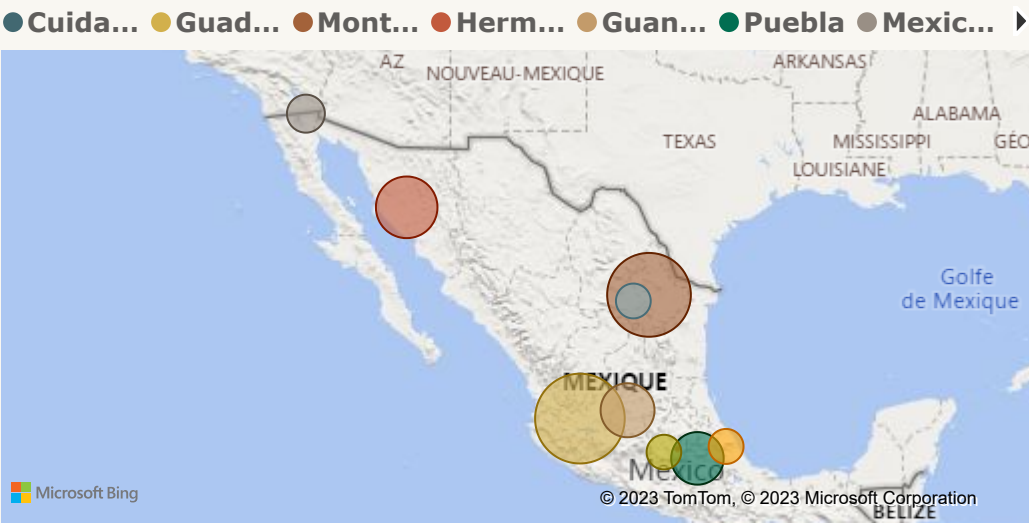 Cuida... Guad... Mont... Herm... Guan... Puebla Mexic...
AZ
NOUVEAU-MEXIQUE
ARKANSAS
ALABAMA
TEXAS
MISSISSIPPI
GÉO
LOUISIANE
Golfe
de Mexique
MEXIQUE
Mexico
Microsoft Bing
© 2023 TomTom, © 2023 Microsoft Corporation
BELIZE